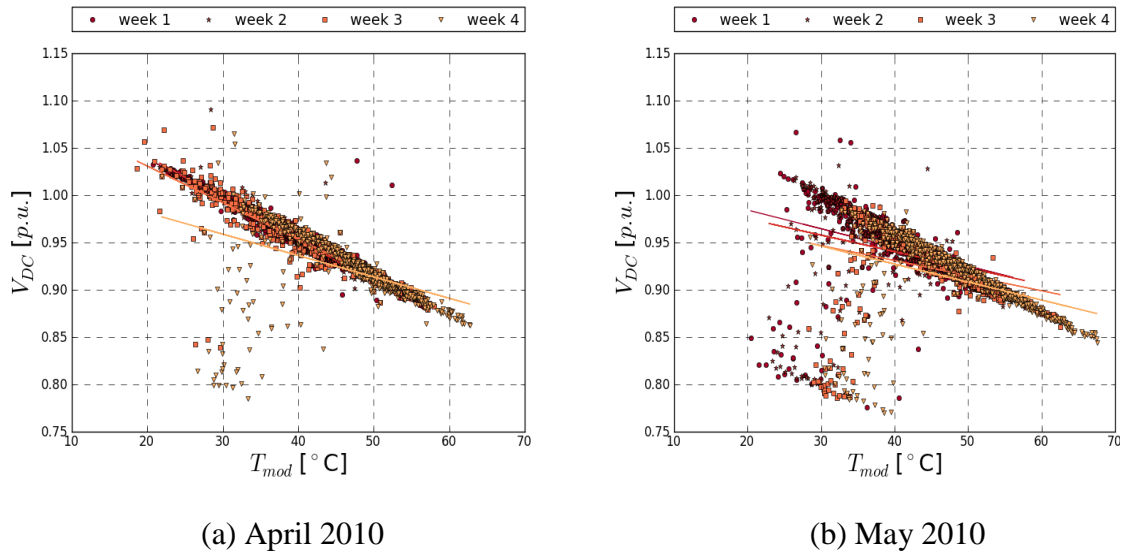 week 1 week 2 week 3 week 4
1.15
1.10
1.05
1.00
0.95
0.90
0.85
0.80
0.75
10 20 30 40 50 60 70
V_DC [p.u.]
T_mod [°C]
(a) April 2010
week 1 week 2 week 3 week 4
1.15
1.10
1.05
1.00
0.95
0.90
0.85
0.80
0.75
10 20 30 40 50 60 70
V_DC [p.u.]
T_mod [°C]
(b) May 2010